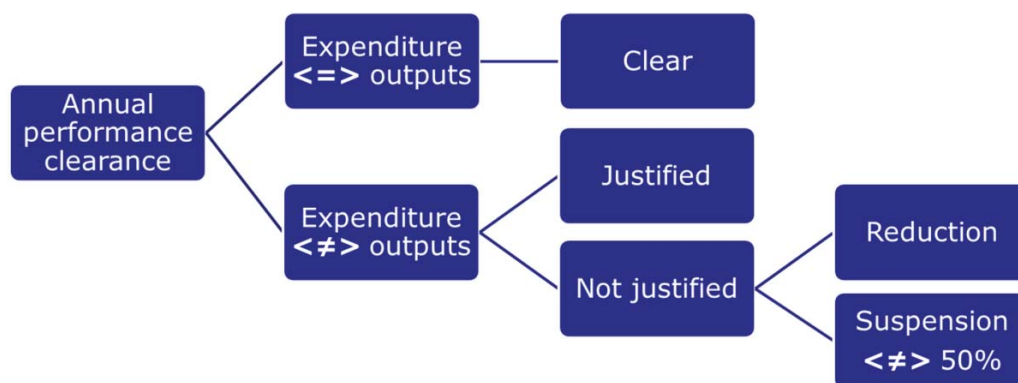 Annual
performance
clearance
Expenditure
<=> outputs
Clear
Expenditure
<≠> outputs
Justified
Not justified
Reduction
Suspension
<≠> 50%